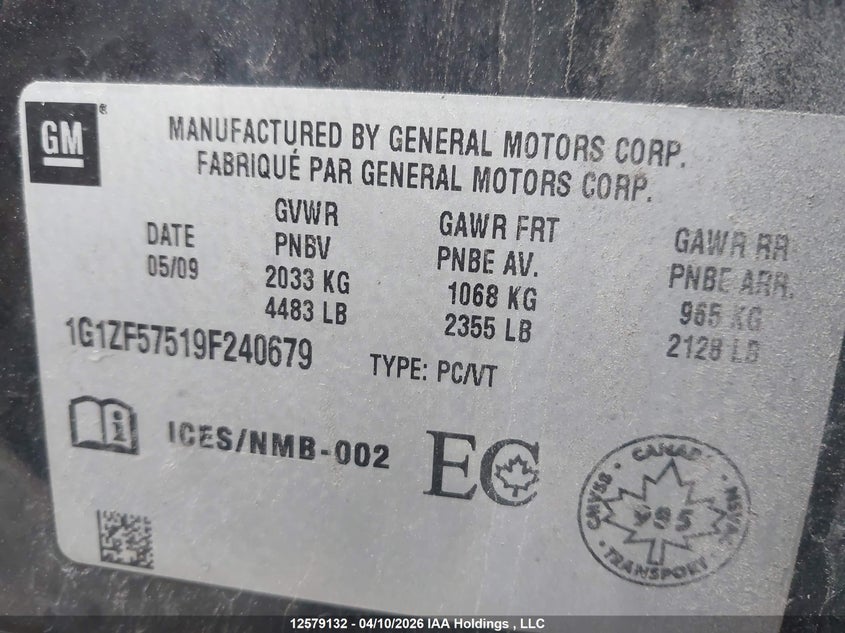 GM®
MANUFACTURED BY GENERAL MOTORS CORP.
FABRIQUÉ PAR GENERAL MOTORS CORP.
DATE
05/09
GVWR
PNBV
2033 KG
4483 LB
GAWR FRT
PNBE AV.
1068 KG
2355 LB
GAWR RR
PNBE ARR.
965 KG
2128 LB
1G1ZF57519F240679
TYPE: PC/VT
i
ICES/NMB-002
EC
CANADA
CMVSS
NSVAC
TRANSPORT
12579132 - 04/10/2026 IAA Holdings , LLC